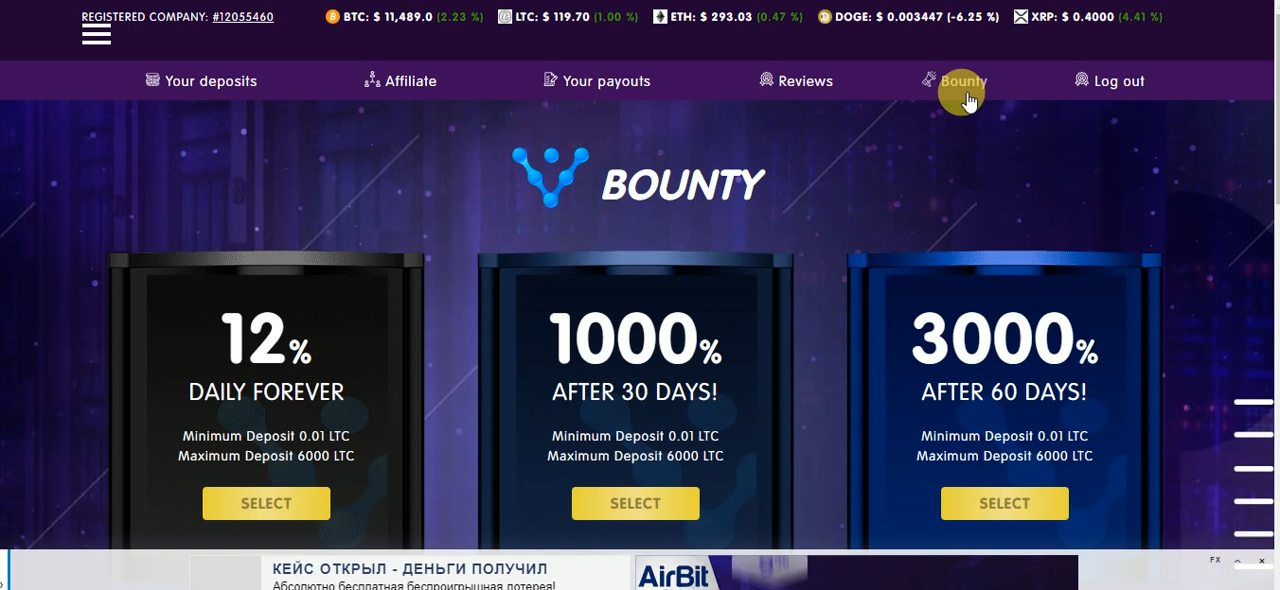 REGISTERED COMPANY: #12055460
BTC: $ 11,489.0 (2.23 %) LTC: $ 119.70 (1.00 %) ETH: $ 293.03 (0.47 %) DOGE: $ 0.003447 (-6.25 %) XRP: $ 0.4000 (4.41 %)
Your deposits Affiliate Your payouts Reviews Bounty Log out
BOUNTY
12%
DAILY FOREVER
Minimum Deposit 0.01 LTC
Maximum Deposit 6000 LTC
SELECT
1000%
AFTER 30 DAYS!
Minimum Deposit 0.01 LTC
Maximum Deposit 6000 LTC
SELECT
3000%
AFTER 60 DAYS!
Minimum Deposit 0.01 LTC
Maximum Deposit 6000 LTC
SELECT
КЕЙС ОТКРЫЛ - ДЕНЬГИ ПОЛУЧИЛ
Абсолютно бесплатная беспроигрышная лотерея!
AirBit
FX